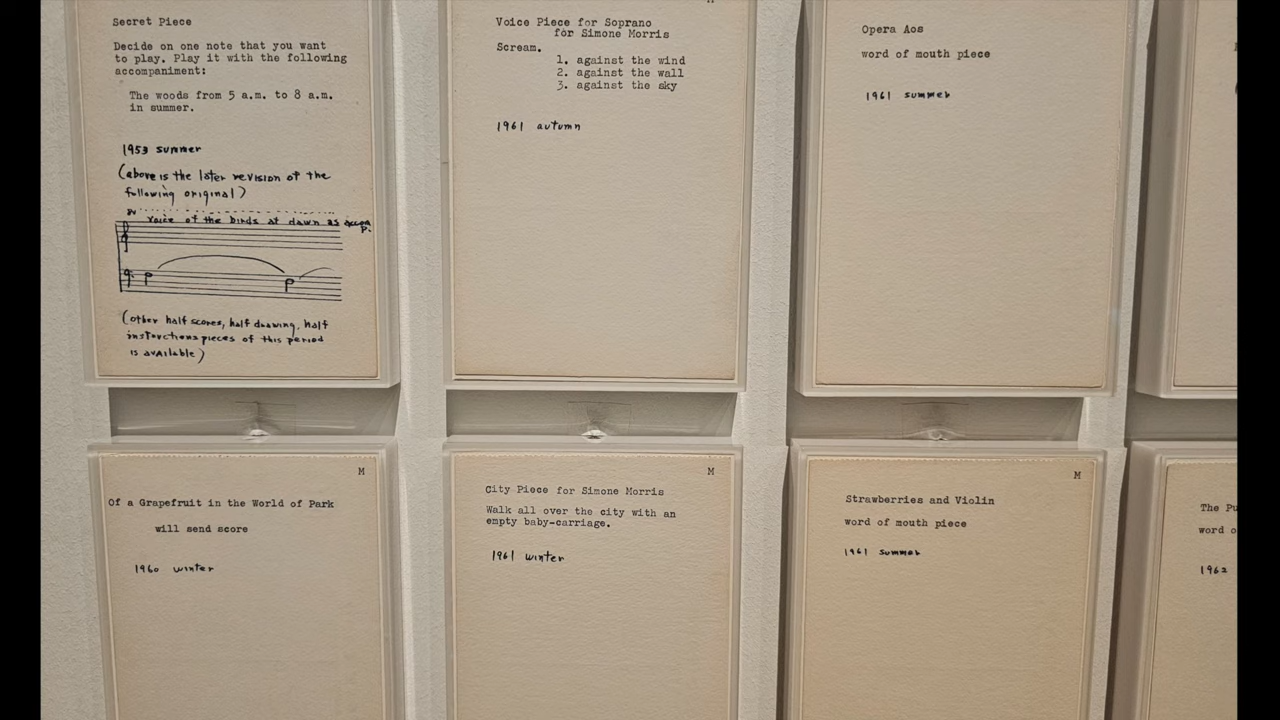 Secret Piece
Decide on one note that you want
to play. Play it with the following
accompaniment:
The woods from 5 a.m. to 8 a.m.
in summer.
1953 summer
(above is the later revision of the
following original)
voice of the birds at dawn as accomp.
(other half scores, half drawing, half
instructions pieces of this period
is available)
Voice Piece for Soprano
for Simone Morris
Scream.
1. against the wind
2. against the wall
3. against the sky
1961 autumn
Opera Aos
word of mouth piece
1961 summer
M
Of a Grapefruit in the World of Park
will send score
1960 winter
M
City Piece for Simone Morris
Walk all over the city with an
empty baby-carriage.
1961 winter
M
Strawberries and Violin
word of mouth piece
1961 summer
The
word
1962